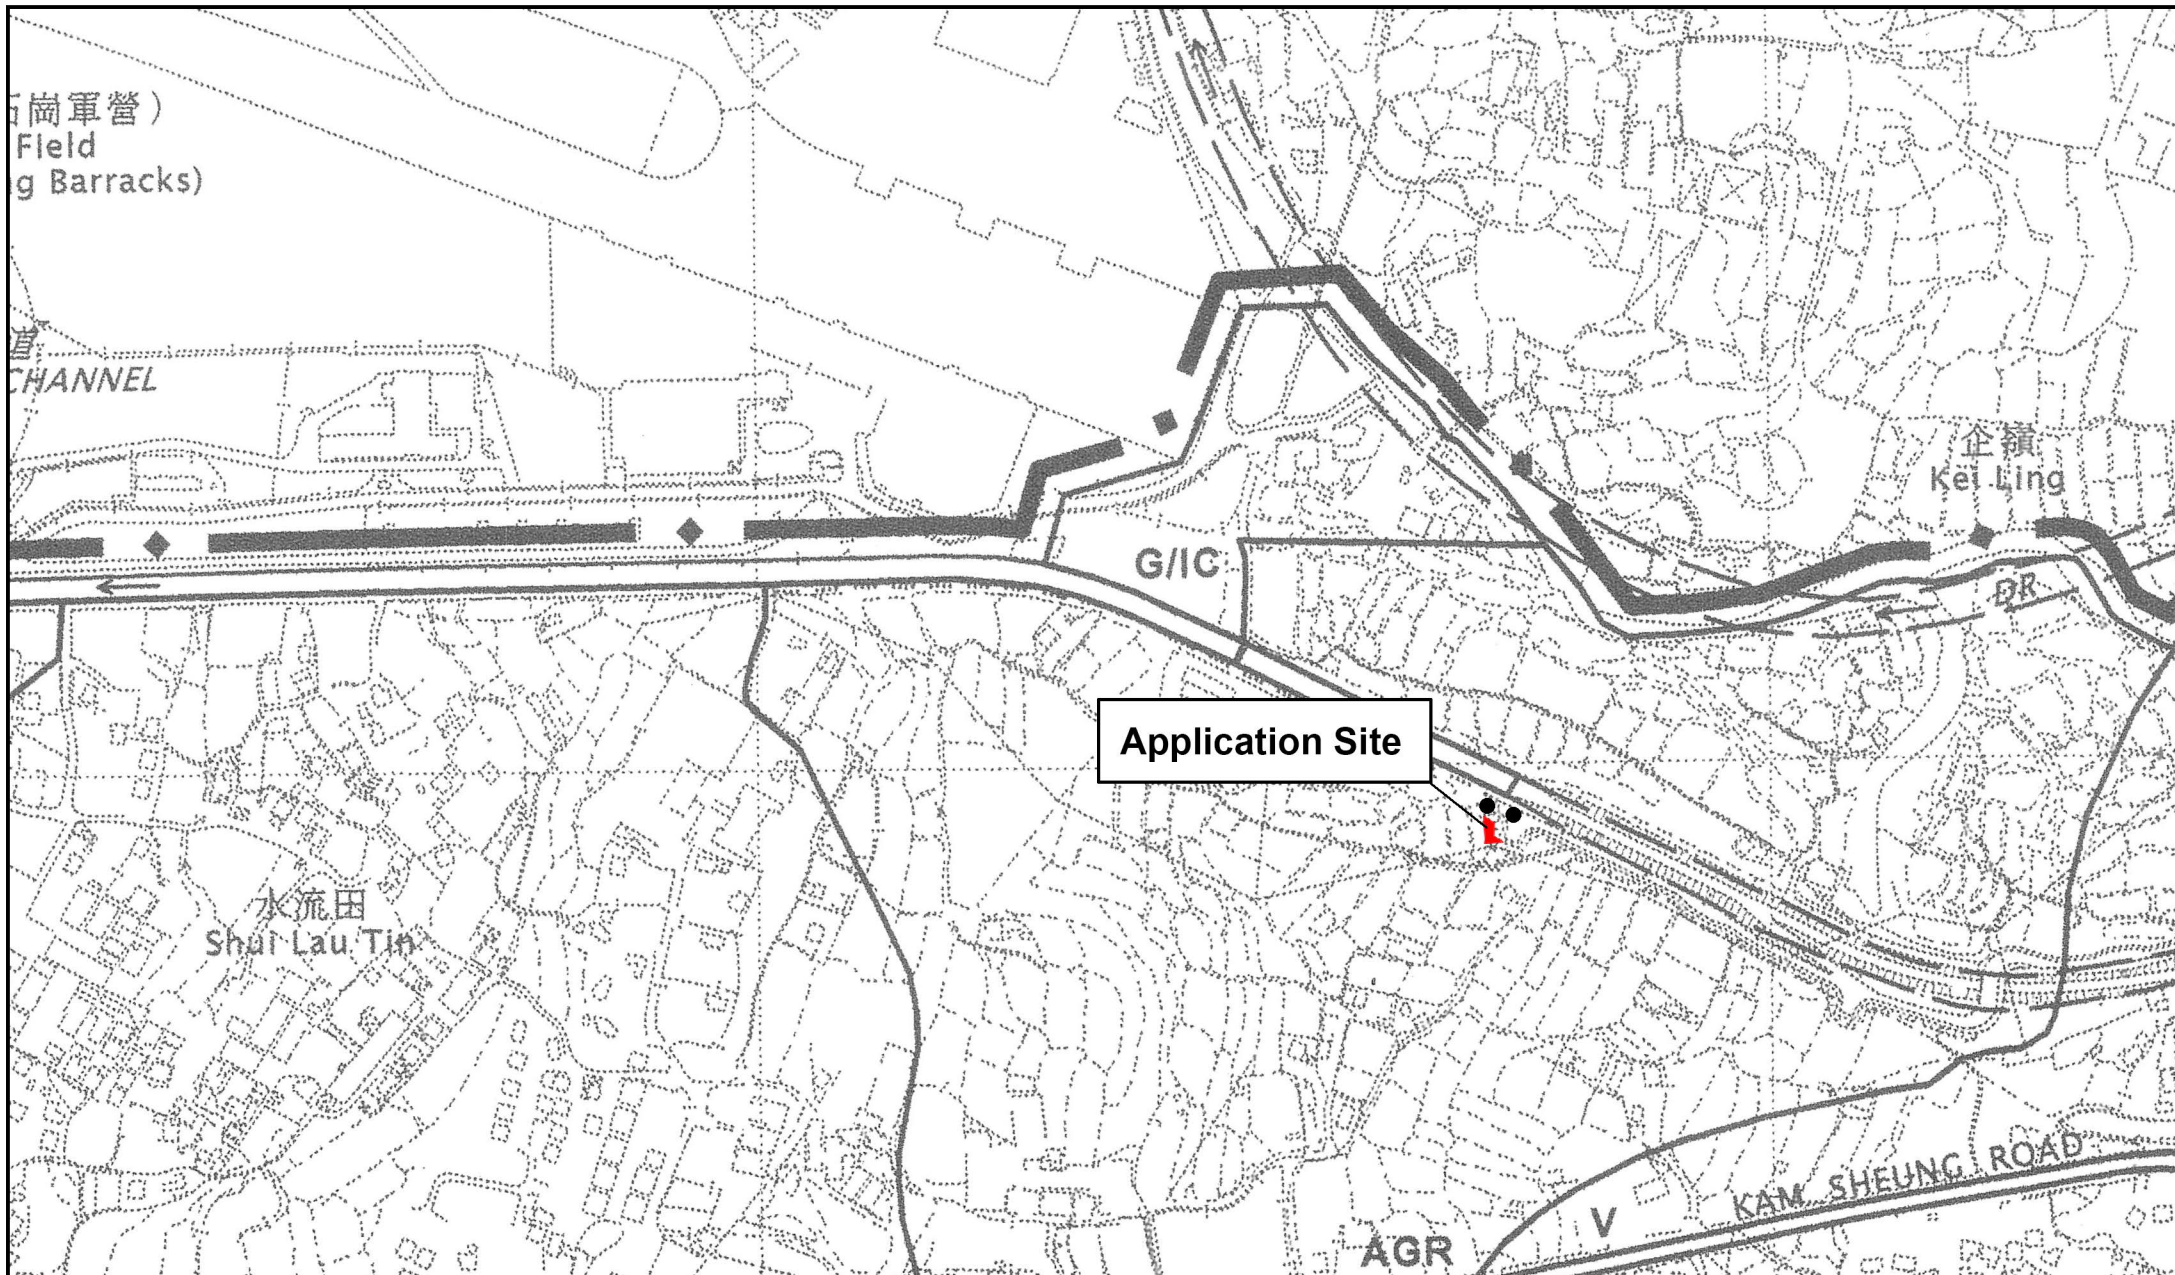 崗軍營）
Field
g Barracks)
CHANNEL
企嶺
Kei Ling
G/IC
DR
Application Site
水流田
Shui Lau Tin
KAM SHEUNG ROAD
V
AGR